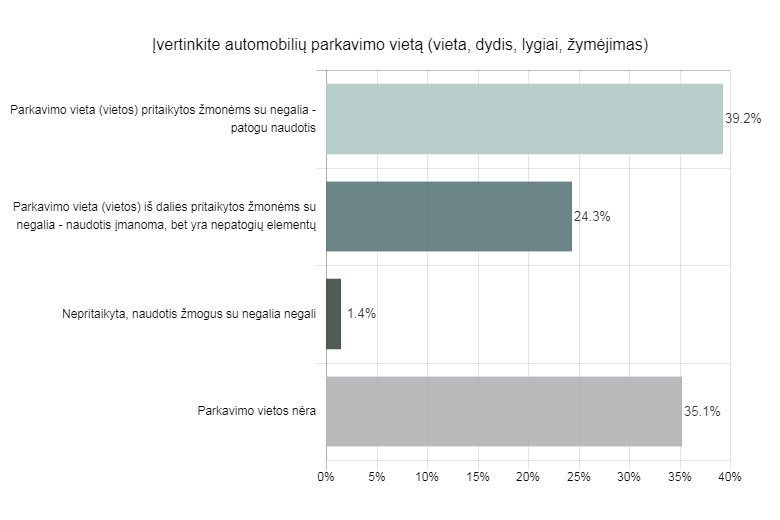 Įvertinkite automobilių parkavimo vietą (vieta, dydis, lygiai, žymėjimas)
Parkavimo vieta (vietos) pritaikytos žmonėms su negalia -
patogu naudotis
39.2%
Parkavimo vieta (vietos) iš dalies pritaikytos žmonėms su
negalia - naudotis įmanoma, bet yra nepatogių elementų
24.3%
Nepritaikyta, naudotis žmogus su negalia negali
1.4%
Parkavimo vietos nėra
35.1%
0% 5% 10% 15% 20% 25% 30% 35% 40%